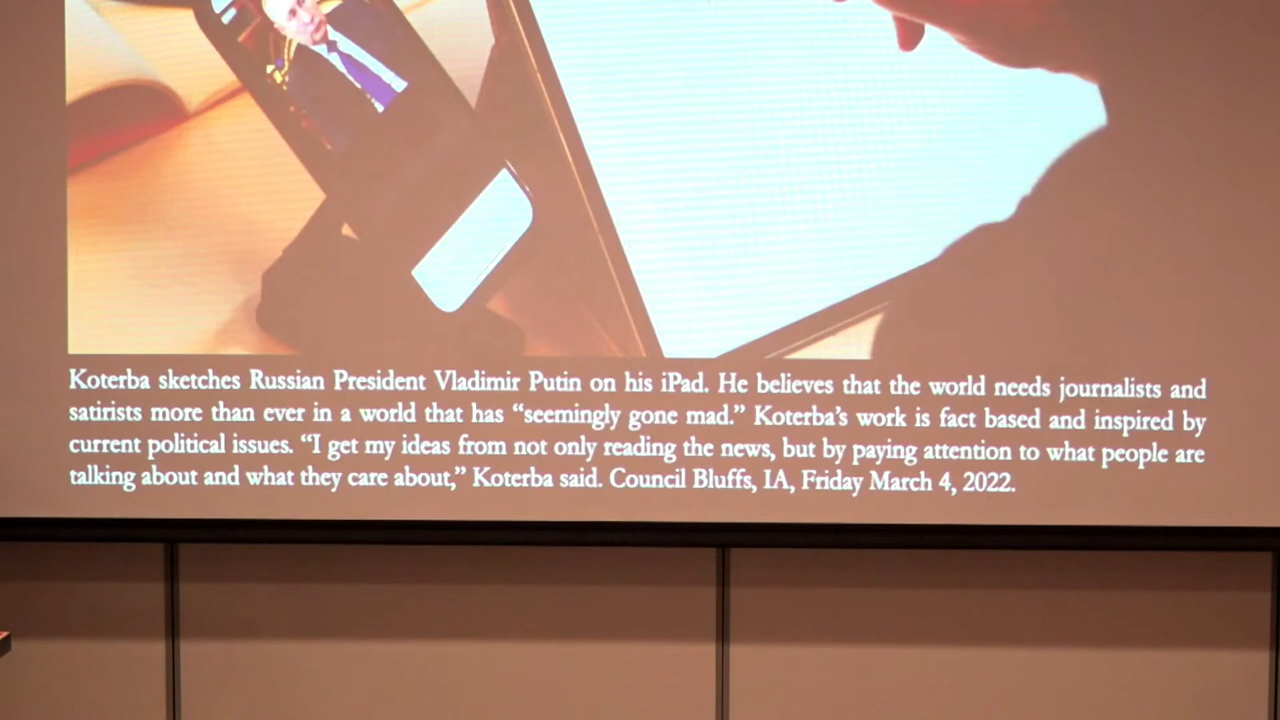 Koterba sketches Russian President Vladimir Putin on his iPad. He believes that the world needs journalists and
satirists more than ever in a world that has “seemingly gone mad.” Koterba’s work is fact based and inspired by
current political issues. “I get my ideas from not only reading the news, but by paying attention to what people are
talking about and what they care about,” Koterba said. Council Bluffs, IA, Friday March 4, 2022.